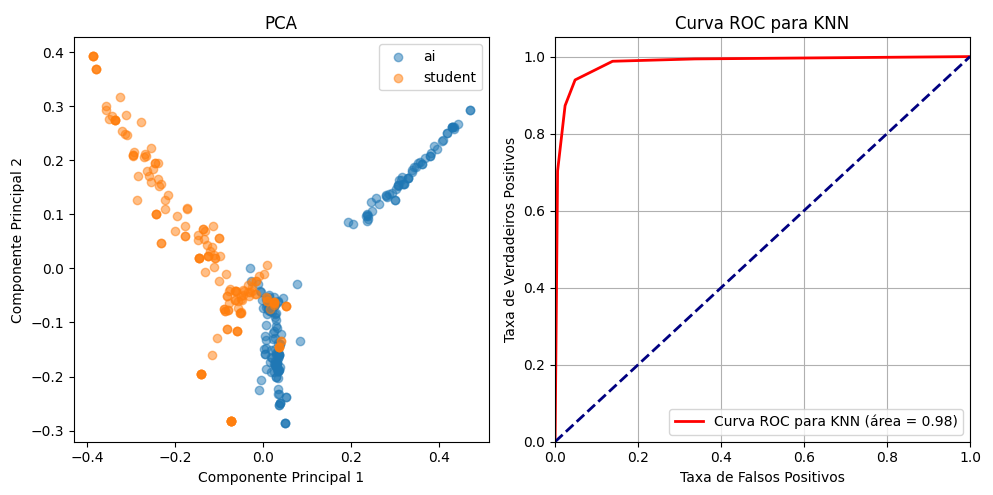 PCA
ai
student
0.4
0.3
0.2
0.1
0.0
−0.1
−0.2
−0.3
Componente Principal 2
−0.4
−0.2
0.0
0.2
0.4
Componente Principal 1
Curva ROC para KNN
1.0
0.8
0.6
0.4
0.2
0.0
Taxa de Verdadeiros Positivos
Curva ROC para KNN (área = 0.98)
0.0
0.2
0.4
0.6
0.8
1.0
Taxa de Falsos Positivos